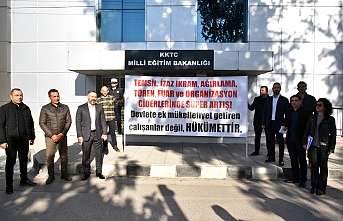 KKTC
MİLLİ EĞİTİM BAKANLIĞI
TEMSİL, İZAZ İKRAM, AĞIRLAMA,
TÖREN, FUAR ve ORGANİZASYON
GİDERLERİNDE SÜPER ARTIŞ!
Devlete ek mükellefiyet getiren
çalışanlar değil, HÜKÜMETTİR.